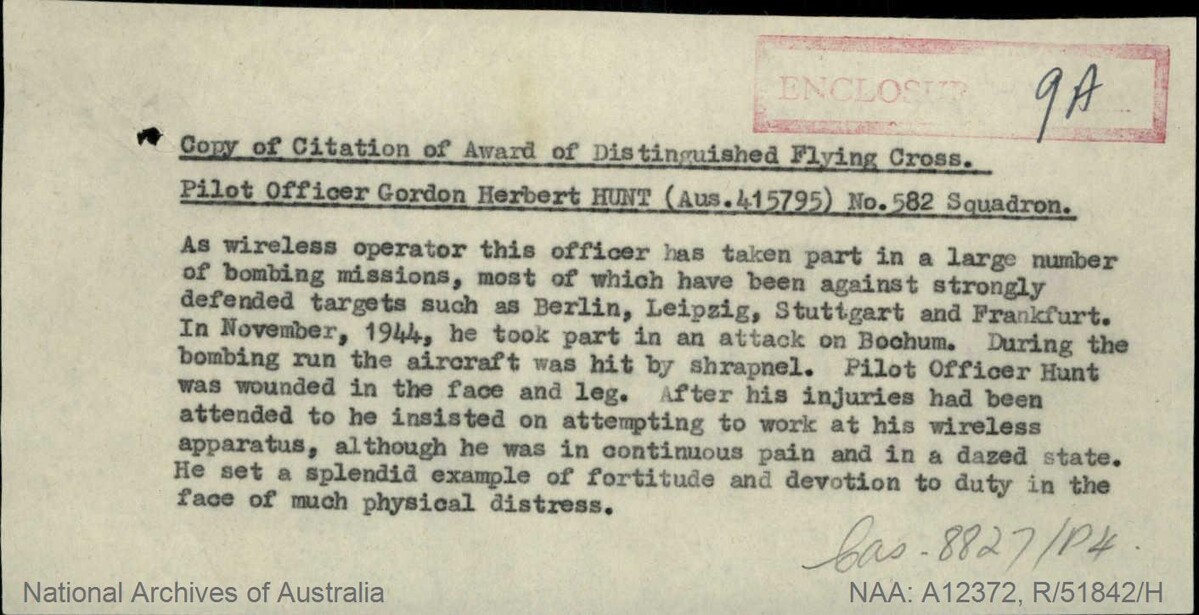 ENCLOSUR
9A
Copy of Citation of Award of Distinguished Flying Cross.
Pilot Officer Gordon Herbert HUNT (Aus.415795) No.582 Squadron.
As wireless operator this officer has taken part in a large number
of bombing missions, most of which have been against strongly
defended targets such as Berlin, Leipzig, Stuttgart and Frankfurt.
In November, 1944, he took part in an attack on Bochum. During the
bombing run the aircraft was hit by shrapnel. Pilot Officer Hunt
was wounded in the face and leg. After his injuries had been
attended to he insisted on attempting to work at his wireless
apparatus, although he was in continuous pain and in a dazed state.
He set a splendid example of fortitude and devotion to duty in the
face of much physical distress.
Cas-8827/P4.
National Archives of Australia
NAA: A12372, R/51842/H